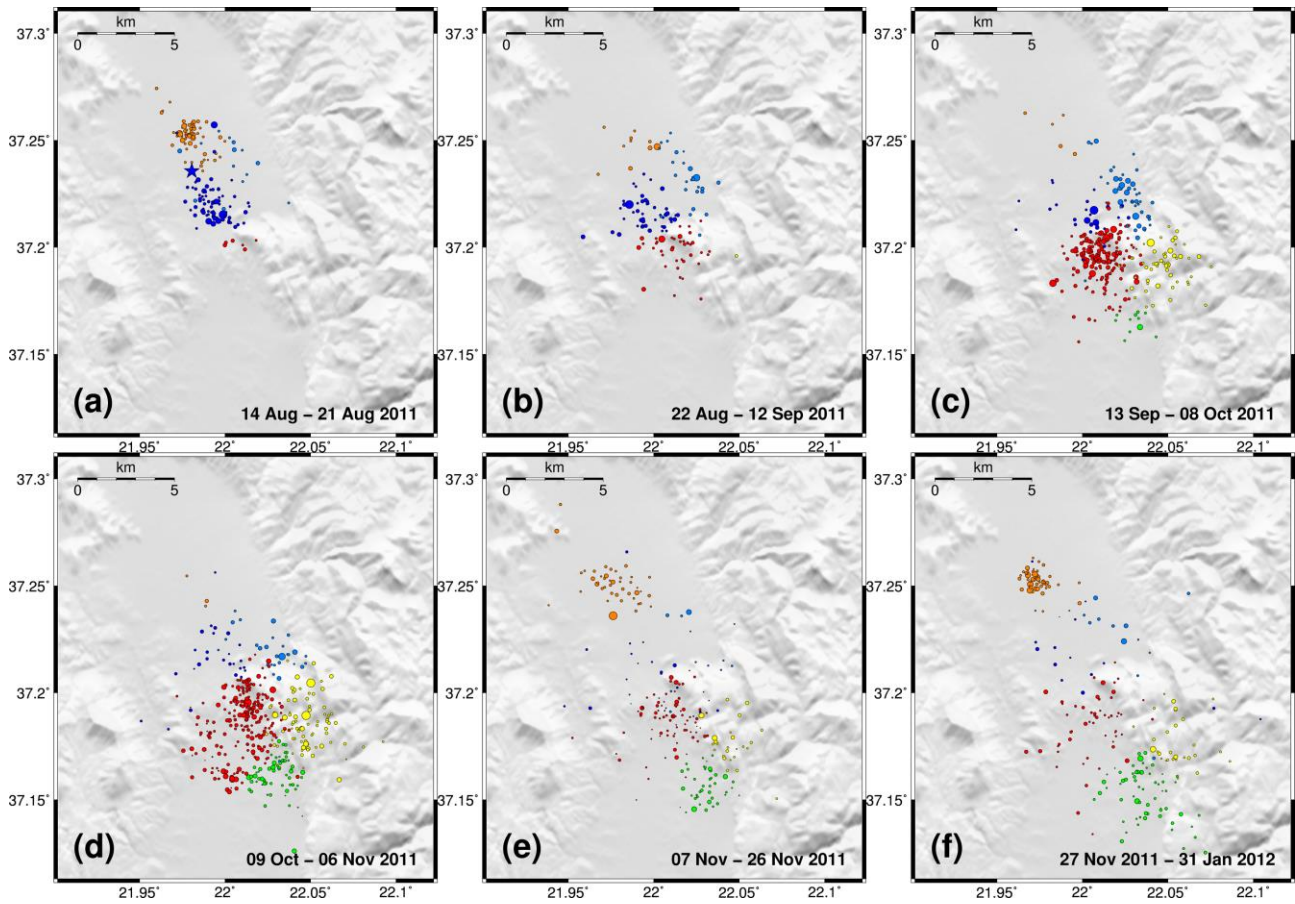 km
0 5
37.3˚
37.25˚
37.2˚
37.15˚
(a)
14 Aug – 21 Aug 2011
21.95˚ 22˚ 22.05˚ 22.1˚
km
0 5
37.3˚
37.25˚
37.2˚
37.15˚
(b)
22 Aug – 12 Sep 2011
21.95˚ 22˚ 22.05˚ 22.1˚
km
0 5
37.3˚
37.25˚
37.2˚
37.15˚
(c)
13 Sep – 08 Oct 2011
21.95˚ 22˚ 22.05˚ 22.1˚
km
0 5
37.3˚
37.25˚
37.2˚
37.15˚
(d)
09 Oct – 06 Nov 2011
21.95˚ 22˚ 22.05˚ 22.1˚
km
0 5
37.3˚
37.25˚
37.2˚
37.15˚
(e)
07 Nov – 26 Nov 2011
21.95˚ 22˚ 22.05˚ 22.1˚
km
0 5
37.3˚
37.25˚
37.2˚
37.15˚
(f)
27 Nov 2011 – 31 Jan 2012
21.95˚ 22˚ 22.05˚ 22.1˚